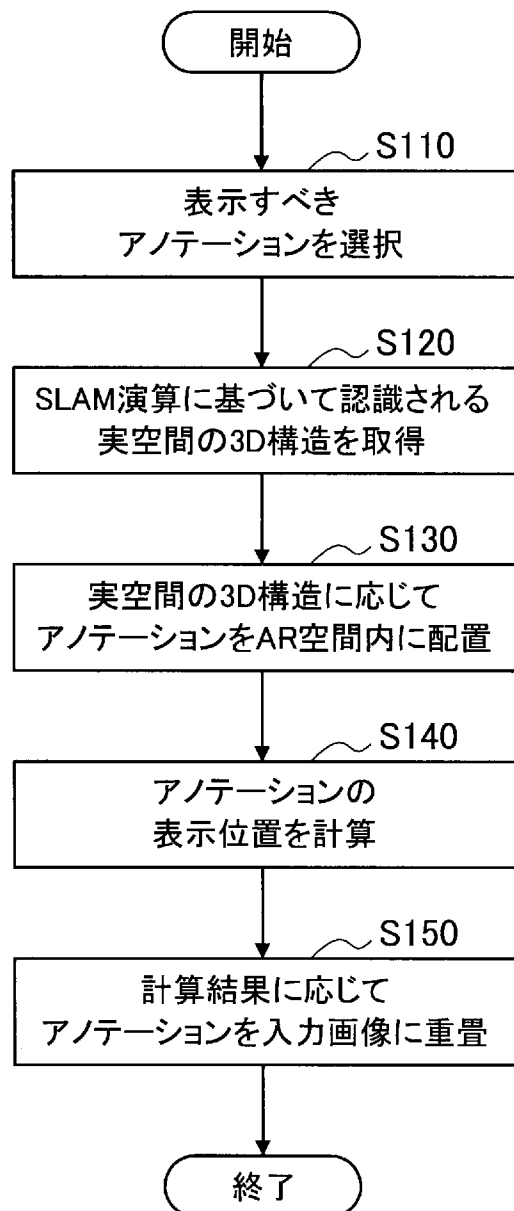 開始
S110
表示すべき
アノテーションを選択
S120
SLAM演算に基づいて認識される
実空間の3D構造を取得
S130
実空間の3D構造に応じて
アノテーションをAR空間内に配置
S140
アノテーションの
表示位置を計算
S150
計算結果に応じて
アノテーションを入力画像に重畳
終了